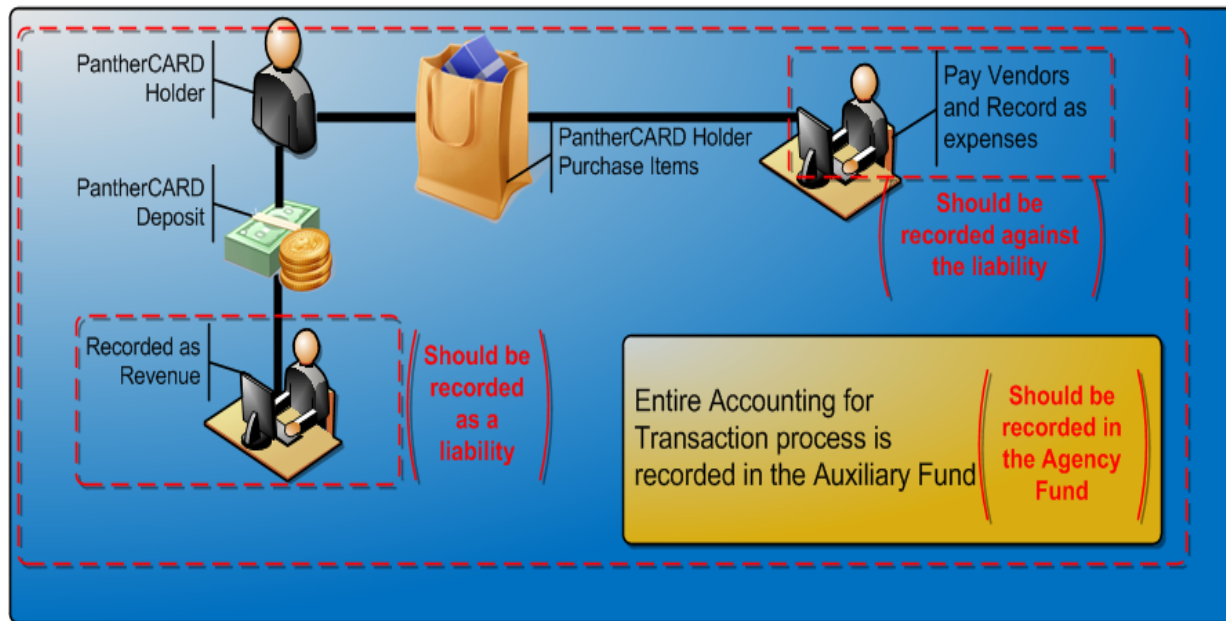 PantherCARD
Holder
PantherCARD Holder
Purchase Items
Pay Vendors
and Record as
expenses
Should be
recorded against
the liability
PantherCARD
Deposit
Recorded as
Revenue
Should be
recorded
as a
liability
Entire Accounting for
Transaction process is
recorded in the Auxiliary Fund
Should be
recorded in
the Agency
Fund